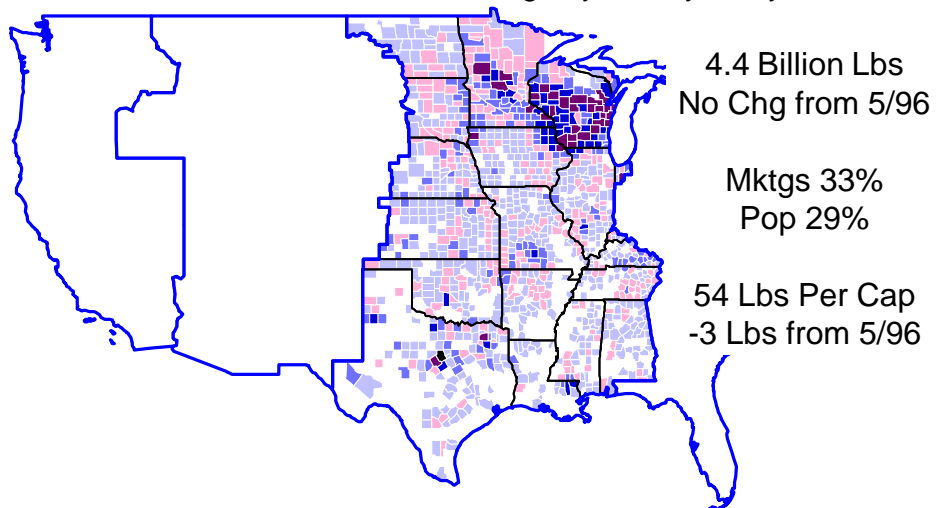 4.4 Billion Lbs
No Chg from 5/96
Mktgs 33%
Pop 29%
54 Lbs Per Cap
-3 Lbs from 5/96